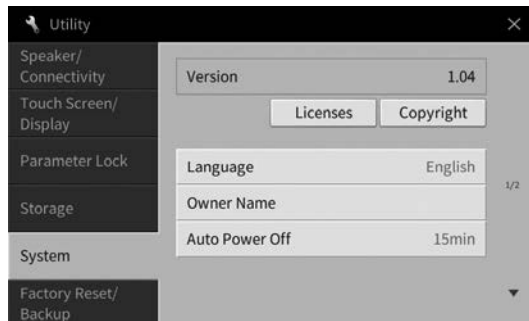 Utility
Speaker/
Connectivity
Touch Screen/
Display
Parameter Lock
Storage
System
Factory Reset/
Backup
Version 1.04
Licenses Copyright
Language English
Owner Name
Auto Power Off 15min
1/2